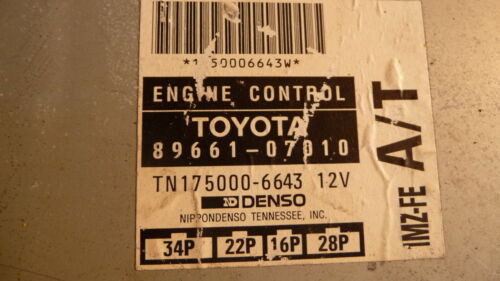 *1 50006643W*
ENGINE CONTROL
TOYOTA
89661-07010
TN175000-6643 12V
ND DENSO
NIPPONDENSO TENNESSEE, INC.
34P 22P 16P 28P
1MZ-FE A/T